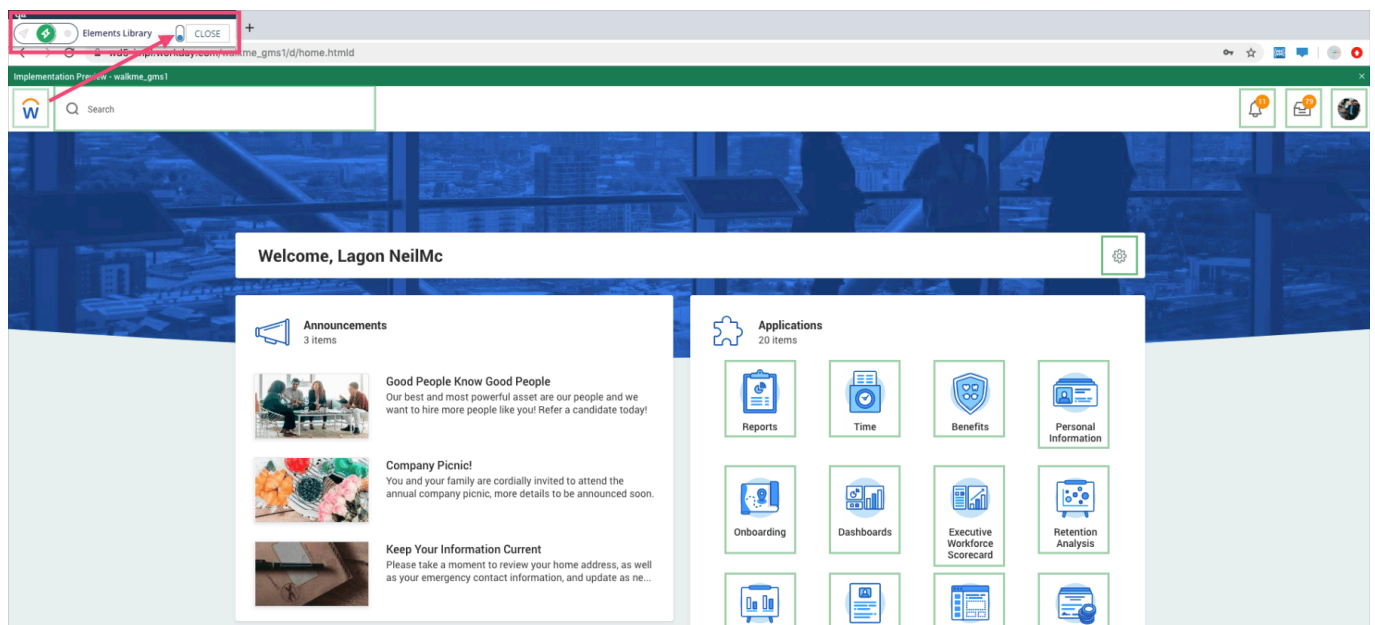 Elements Library
CLOSE
+
walkme_gms1/d/home.htmld
Implementation Preview - walkme_gms1
×
W
Search
11
79
Welcome, Lagon NeilMc
Announcements
3 items
Good People Know Good People
Our best and most powerful asset are our people and we
want to hire more people like you! Refer a candidate today!
Company Picnic!
You and your family are cordially invited to attend the
annual company picnic, more details to be announced soon.
Keep Your Information Current
Please take a moment to review your home address, as well
as your emergency contact information, and update as ne...
Applications
20 items
Reports
Time
Benefits
Personal
Information
Onboarding
Dashboards
Executive
Workforce
Scorecard
Retention
Analysis